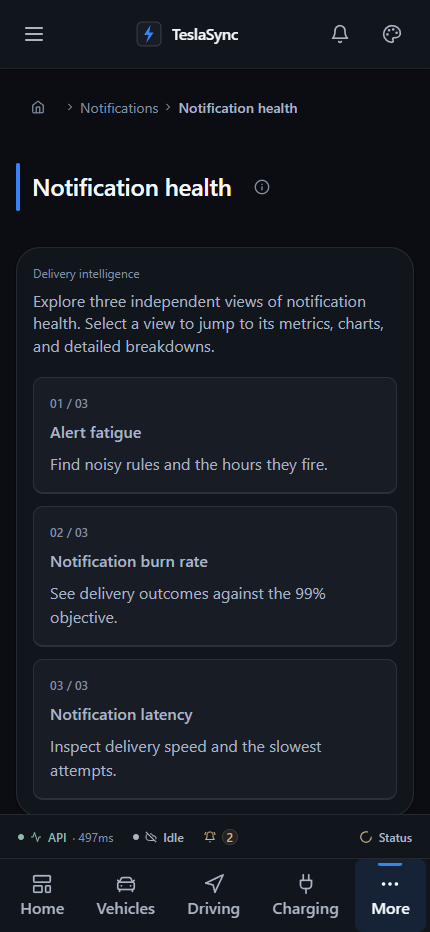 TeslaSync
Notifications
Notification health
Notification health
Delivery intelligence
Explore three independent views of notification
health. Select a view to jump to its metrics, charts,
and detailed breakdowns.
01 / 03
Alert fatigue
Find noisy rules and the hours they fire.
02 / 03
Notification burn rate
See delivery outcomes against the 99%
objective.
03 / 03
Notification latency
Inspect delivery speed and the slowest
attempts.
API · 497ms Idle 2 Status
Home Vehicles Driving Charging More